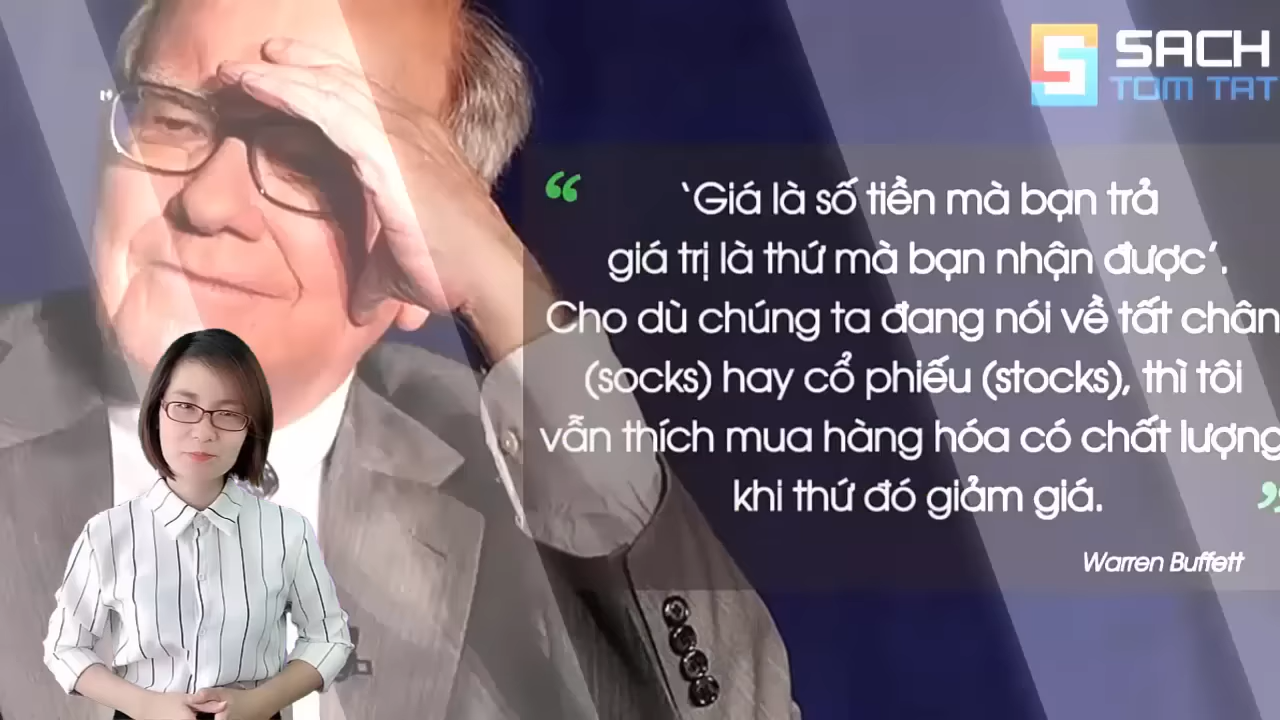 SACH
TOM TAT
“ ‘Giá là số tiền mà bạn trả
giá trị là thứ mà bạn nhận được’.
Cho dù chúng ta đang nói về tất chân
(socks) hay cổ phiếu (stocks), thì tôi
vẫn thích mua hàng hóa có chất lượng
khi thứ đó giảm giá. ”
Warren Buffett